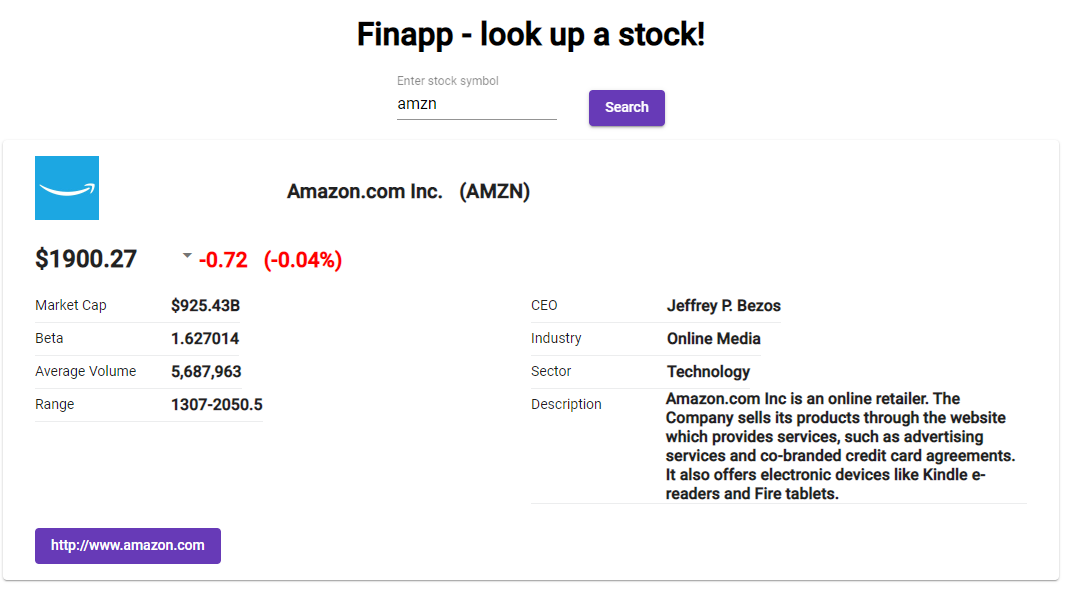 Finapp - look up a stock!
Enter stock symbol
amzn
Search
Amazon.com Inc. (AMZN)
$1900.27 -0.72 (-0.04%)
Market Cap $925.43B
Beta 1.627014
Average Volume 5,687,963
Range 1307-2050.5
CEO Jeffrey P. Bezos
Industry Online Media
Sector Technology
Description Amazon.com Inc is an online retailer. The
Company sells its products through the website
which provides services, such as advertising
services and co-branded credit card agreements.
It also offers electronic devices like Kindle e-
readers and Fire tablets.
http://www.amazon.com